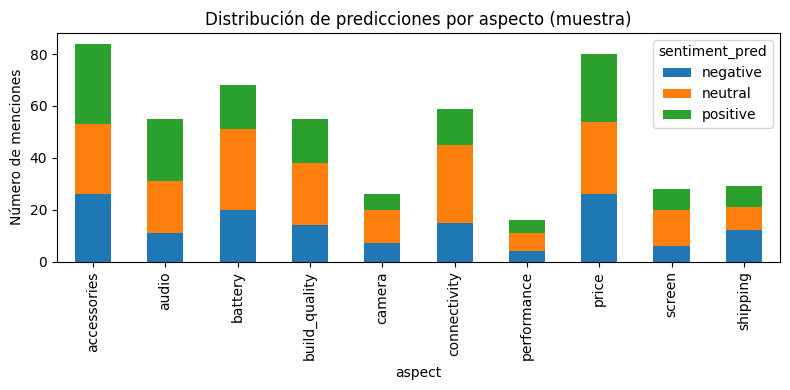 Distribución de predicciones por aspecto (muestra)
Número de menciones
80
60
40
20
0
sentiment_pred
negative
neutral
positive
accessories
audio
battery
build_quality
camera
connectivity
performance
price
screen
shipping
aspect